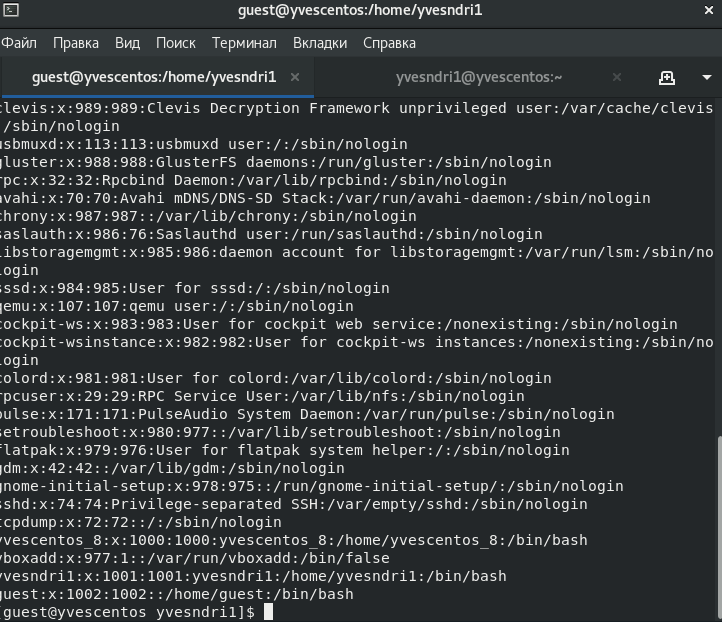 guest@yvescentos:/home/yvesndri1
Файл Правка Вид Поиск Терминал Вкладки Справка
guest@yvescentos:/home/yvesndri1 × yvesndri1@yvescentos:~ ×
clevis:x:989:989:Clevis Decryption Framework unprivileged user:/var/cache/clevis
:/sbin/nologin
usbmuxd:x:113:113:usbmuxd user:/:/sbin/nologin
gluster:x:988:988:GlusterFS daemons:/run/gluster:/sbin/nologin
rpc:x:32:32:Rpcbind Daemon:/var/lib/rpcbind:/sbin/nologin
avahi:x:70:70:Avahi mDNS/DNS-SD Stack:/var/run/avahi-daemon:/sbin/nologin
chrony:x:987:987::/var/lib/chrony:/sbin/nologin
saslauth:x:986:76:Saslauthd user:/run/saslauthd:/sbin/nologin
libstoragemgmt:x:985:986:daemon account for libstoragemgmt:/var/run/lsm:/sbin/no
login
sssd:x:984:985:User for sssd:/:/sbin/nologin
qemu:x:107:107:qemu user:/:/sbin/nologin
cockpit-ws:x:983:983:User for cockpit web service:/nonexisting:/sbin/nologin
cockpit-wsinstance:x:982:982:User for cockpit-ws instances:/nonexisting:/sbin/no
login
colord:x:981:981:User for colord:/var/lib/colord:/sbin/nologin
rpcuser:x:29:29:RPC Service User:/var/lib/nfs:/sbin/nologin
pulse:x:171:171:PulseAudio System Daemon:/var/run/pulse:/sbin/nologin
setroubleshoot:x:980:977::/var/lib/setroubleshoot:/sbin/nologin
flatpak:x:979:976:User for flatpak system helper:/:/sbin/nologin
gdm:x:42:42::/var/lib/gdm:/sbin/nologin
gnome-initial-setup:x:978:975::/run/gnome-initial-setup/:/sbin/nologin
sshd:x:74:74:Privilege-separated SSH:/var/empty/sshd:/sbin/nologin
tcpdump:x:72:72::/:/sbin/nologin
yvescentos_8:x:1000:1000:yvescentos_8:/home/yvescentos_8:/bin/bash
vboxadd:x:977:1::/var/run/vboxadd:/bin/false
yvesndri1:x:1001:1001:yvesndri1:/home/yvesndri1:/bin/bash
guest:x:1002:1002::/home/guest:/bin/bash
[guest@yvescentos yvesndri1]$